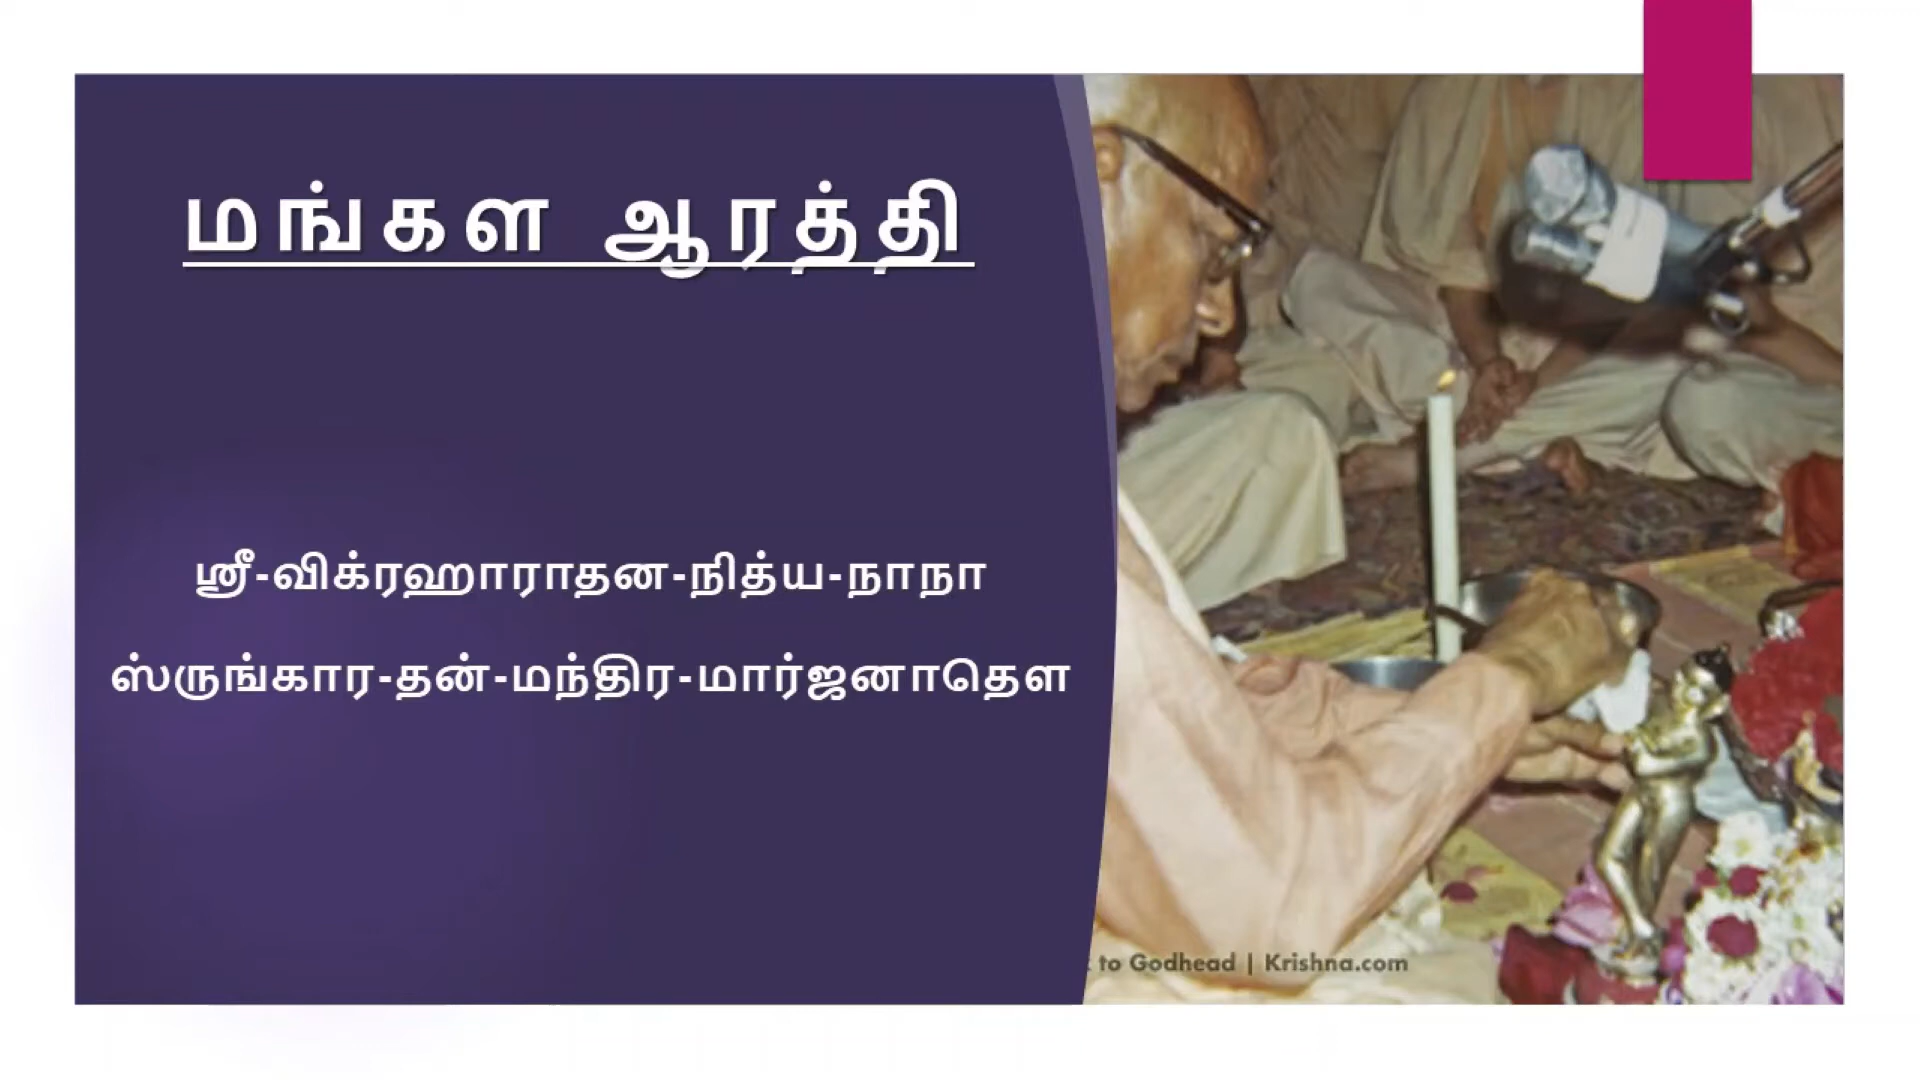 மங்கள ஆரத்தி
ஸ்ரீ-விக்ரஹாராதன-நித்ய-நாநா
ஸ்ருங்கார-தன்-மந்திர-மார்ஜனாதௌ
to Godhead | Krishna.com